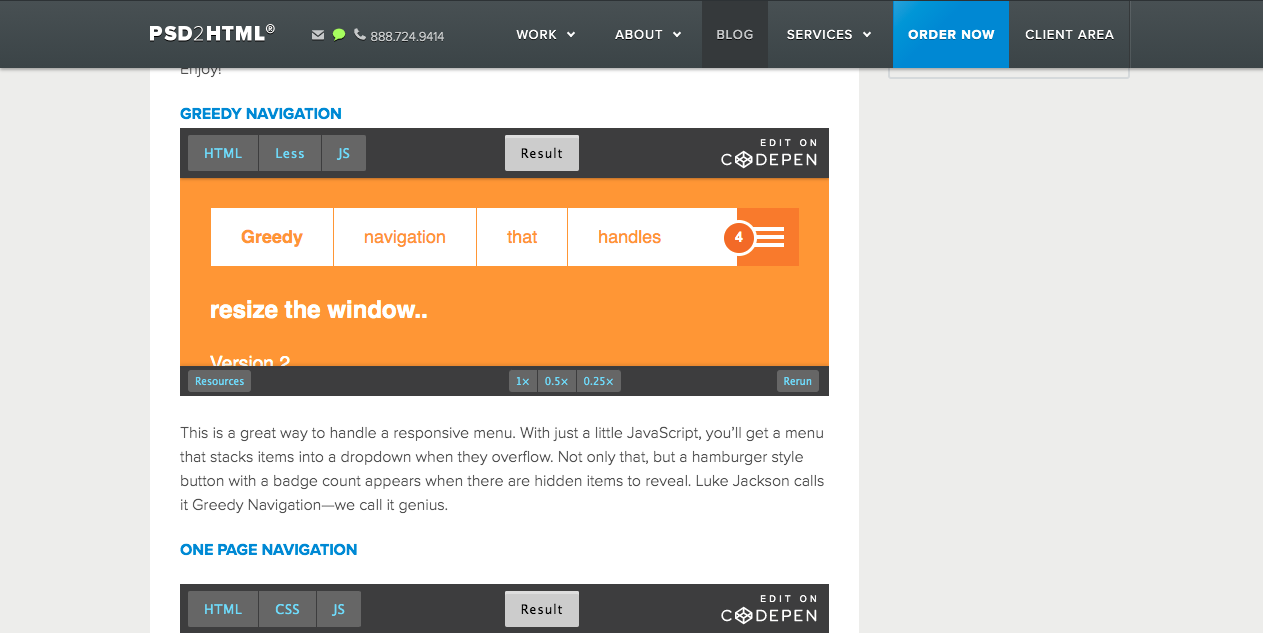 PSD2HTML® 888.724.9414 WORK ABOUT BLOG SERVICES ORDER NOW CLIENT AREA
Enjoy!
GREEDY NAVIGATION
HTML Less JS Result EDIT ON
CODEPEN
Greedy navigation that handles 4
resize the window..
Version 2
Resources 1× 0.5× 0.25× Rerun
This is a great way to handle a responsive menu. With just a little JavaScript, you’ll get a menu
that stacks items into a dropdown when they overflow. Not only that, but a hamburger style
button with a badge count appears when there are hidden items to reveal. Luke Jackson calls
it Greedy Navigation—we call it genius.
ONE PAGE NAVIGATION
HTML CSS JS Result EDIT ON
CODEPEN